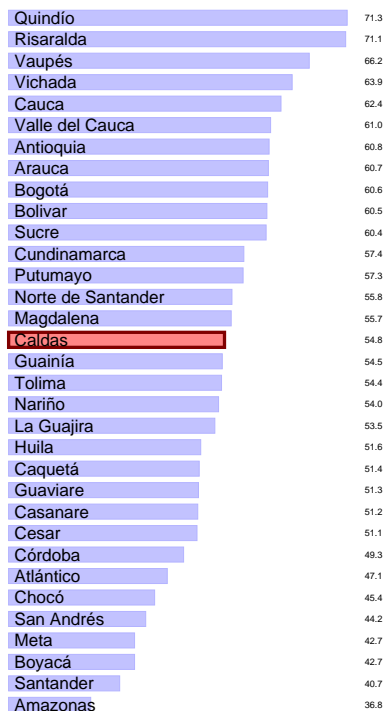 Quindío 71.3
Risaralda 71.1
Vaupés 66.2
Vichada 63.9
Cauca 62.4
Valle del Cauca 61.0
Antioquia 60.8
Arauca 60.7
Bogotá 60.6
Bolivar 60.5
Sucre 60.4
Cundinamarca 57.4
Putumayo 57.3
Norte de Santander 55.8
Magdalena 55.7
Caldas 54.8
Guainía 54.5
Tolima 54.4
Nariño 54.0
La Guajira 53.5
Huila 51.6
Caquetá 51.4
Guaviare 51.3
Casanare 51.2
Cesar 51.1
Córdoba 49.3
Atlántico 47.1
Chocó 45.4
San Andrés 44.2
Meta 42.7
Boyacá 42.7
Santander 40.7
Amazonas 36.8